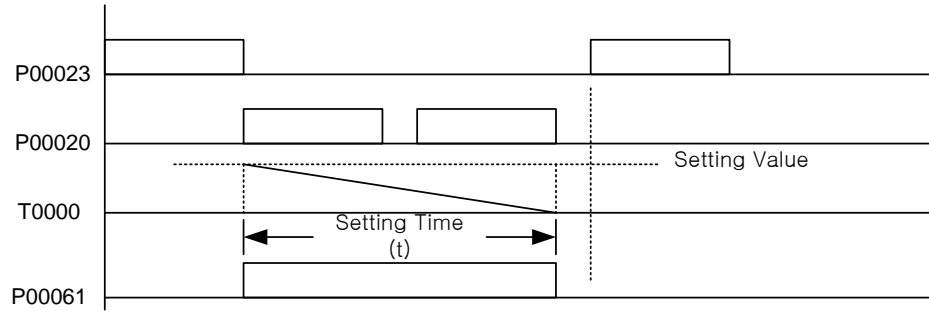 P00023
P00020
Setting Value
T0000
Setting Time
(t)
P00061